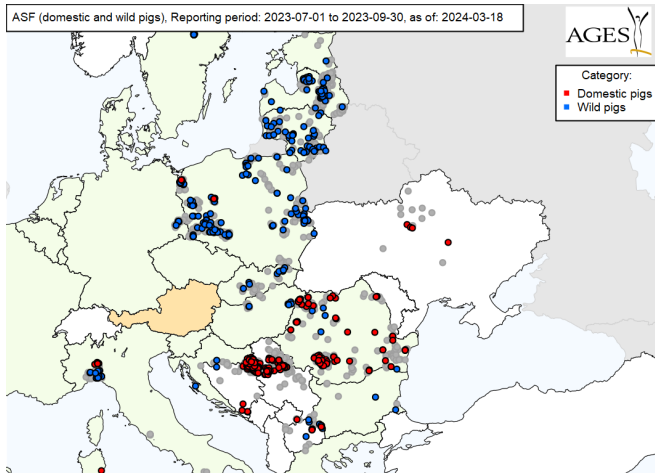 ASF (domestic and wild pigs), Reporting period: 2023-07-01 to 2023-09-30, as of: 2024-03-18
AGES
Category:
Domestic pigs
Wild pigs